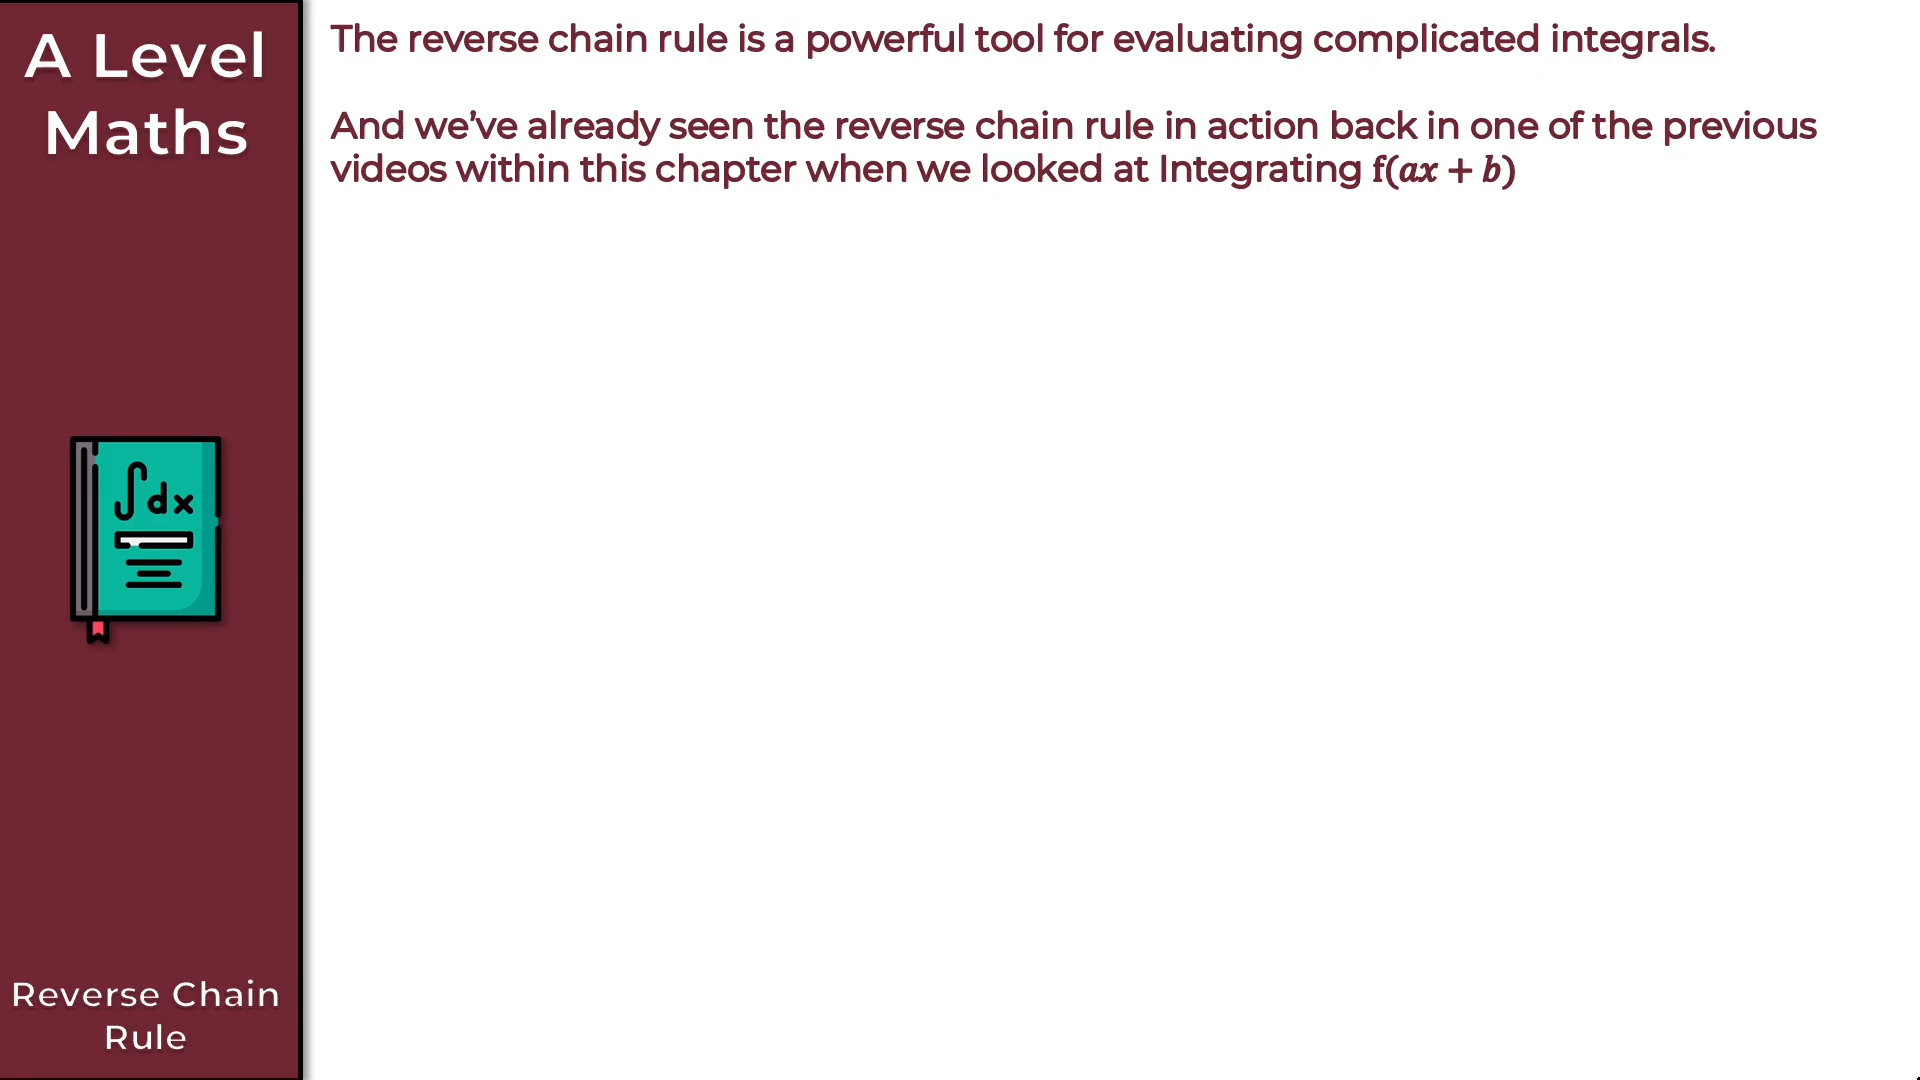 A Level
Maths
The reverse chain rule is a powerful tool for evaluating complicated integrals.
And we’ve already seen the reverse chain rule in action back in one of the previous
videos within this chapter when we looked at Integrating f(ax + b)
∫dx
Reverse Chain
Rule